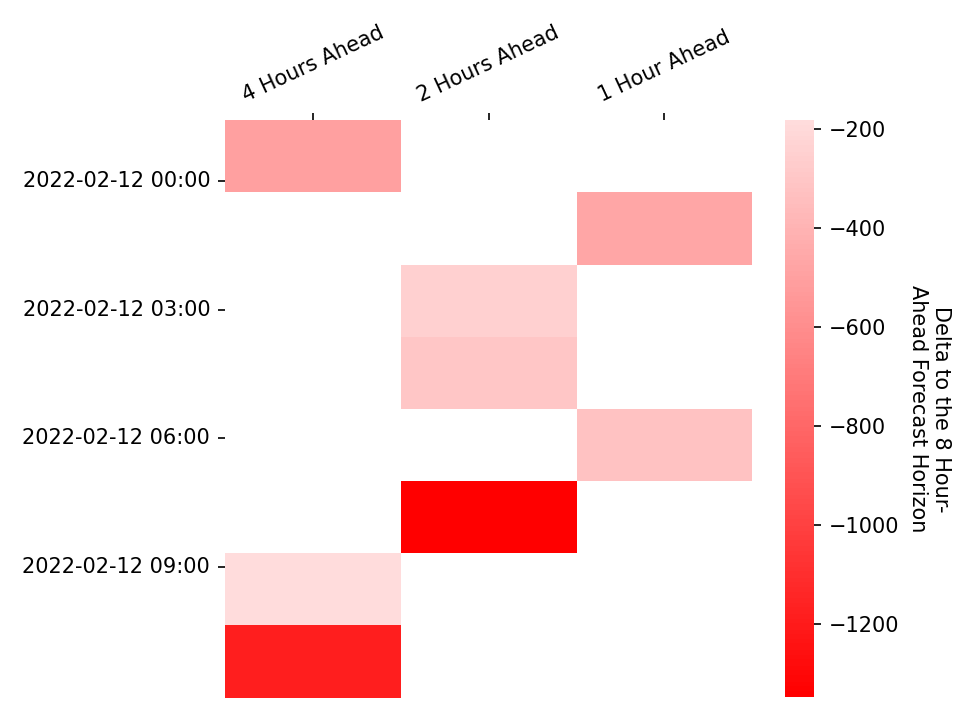 4 Hours Ahead
2 Hours Ahead
1 Hour Ahead
2022-02-12 00:00
2022-02-12 03:00
2022-02-12 06:00
2022-02-12 09:00
−200
−400
−600
−800
−1000
−1200
Delta to the 8 Hour-
Ahead Forecast Horizon